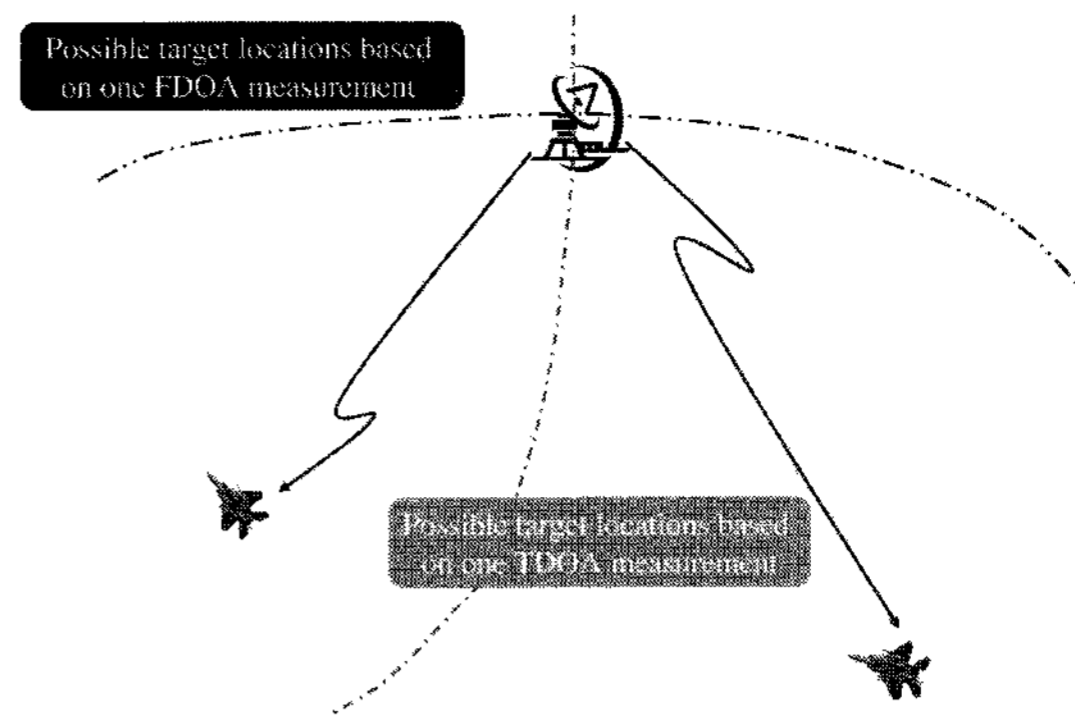 Possible target locations based
on one FDOA measurement
Possible target locations based
on one TDOA measurement